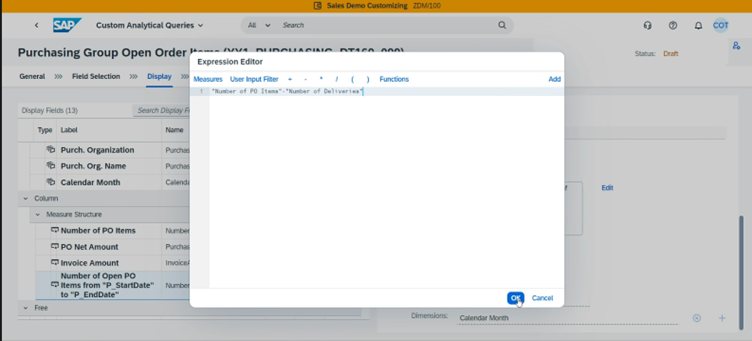 Sales Demo Customizing ZDM/100
SAP Custom Analytical Queries All Search COT
Purchasing Group Open Order Items (XY1_PURCHASING_DT160_000)
Status: Draft
General Field Selection Display
Expression Editor
Measures User Input Filter + - * / ( ) Functions Add
1 "Number of PO Items"-"Number of Deliveries"
Display Fields (13) Search Display Fi
Type Label Name
Purch. Organization Purchas
Purch. Org. Name Purchas
Calendar Month Calenda
Column
Measure Structure
Number of PO Items Number
PO Net Amount Purchas
Invoice Amount InvoiceA
Number of Open PO
Items from "P_StartDate" Number
to "P_EndDate"
Free
Edit
OK Cancel
Dimensions: Calendar Month